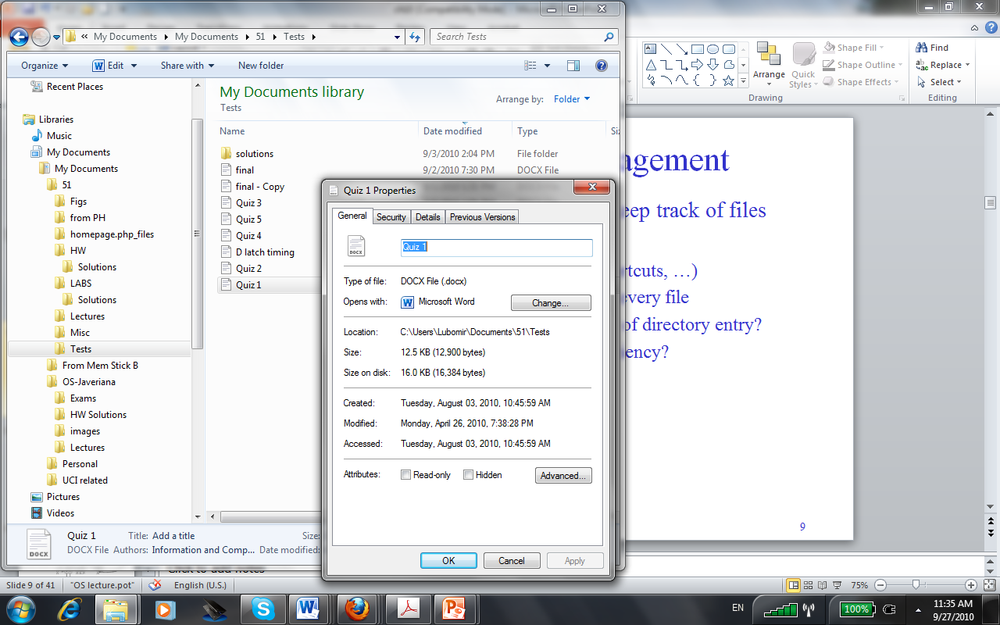 « My Documents ▸ My Documents ▸ 51 ▸ Tests ▸
Search Tests
Organize Edit Share with New folder
Recent Places
Libraries
Music
My Documents
My Documents
51
Figs
from PH
homepage.php_files
HW
Solutions
LABS
Solutions
Lectures
Misc
Tests
From Mem Stick B
OS-Javeriana
Exams
HW Solutions
images
Lectures
Personal
UCI related
Pictures
Videos
My Documents library
Tests
Arrange by: Folder
Name Date modified Type
solutions 9/3/2010 2:04 PM File folder
final 9/2/2010 7:30 PM DOCX File
final - Copy
Quiz 3
Quiz 5
Quiz 4
D latch timing
Quiz 2
Quiz 1
Quiz 1 Title: Add a title Size:
DOCX File Authors: Information and Comp... Date modified:
Quiz 1 Properties
General Security Details Previous Versions
DOCX
Quiz 1
Type of file: DOCX File (.docx)
Opens with: Microsoft Word Change...
Location: C:\Users\Lubomir\Documents\51\Tests
Size: 12.5 KB (12,900 bytes)
Size on disk: 16.0 KB (16,384 bytes)
Created: Tuesday, August 03, 2010, 10:45:59 AM
Modified: Monday, April 26, 2010, 7:38:28 PM
Accessed: Tuesday, August 03, 2010, 10:45:59 AM
Attributes: Read-only Hidden Advanced...
OK Cancel Apply
Arrange
Quick
Styles
Shape Fill
Shape Outline
Shape Effects
Drawing
Find
Replace
Select
Editing
agement
eep track of files
rtcuts, …)
every file
of directory entry?
ency?
9
Click to add notes
Slide 9 of 41 "OS lecture.pot" English (U.S.) 75%
EN 100% 11:35 AM
9/27/2010